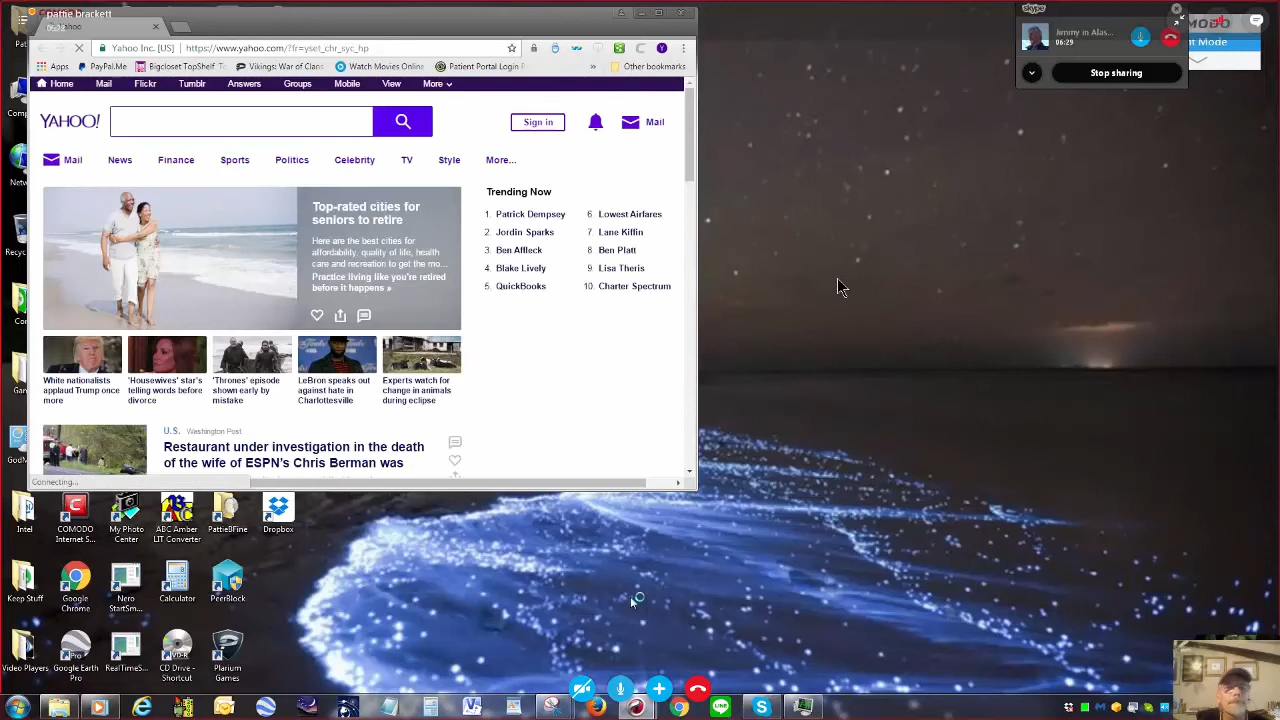 pattie brackett
06:28
Yahoo
Yahoo Inc. [US] https://www.yahoo.com/?fr=yset_chr_syc_hp
Apps PayPalMe Bigcloset TopShelf Vikings: War of Clans Watch Movies Online Patient Portal Login P » Other bookmarks
Home Mail Flickr Tumblr Answers Groups Mobile More
YAHOO!
Sign in
Mail
Mail News Finance Sports Politics Celebrity TV Style More...
Top-rated cities for
seniors to retire
Here are the best cities for
affordability, quality of life, health
care and recreation to get the mo...
Practice living like you're retired
before it happens »
Trending Now
1. Patrick Dempsey
2. Jordin Sparks
3. Ben Affleck
4. Blake Lively
5. QuickBooks
6 Lowest Airfares
7. Lane Kiffin
8. Ben Platt
9. Lisa Theris
10. Charter Spectrum
White nationalists
applaud Trump once
more
'Housewives' star's
telling words before
divorce
'Thrones' episode
shown early by
mistake
LeBron speaks out
against hate in
Charlottesville
Experts watch for
change in animals
during eclipse
U.S. Washington Post
Restaurant under investigation in the death
of the wife of ESPN's Chris Berman was
Connecting...
skype
Jimmy in Alas...
06:29
Stop sharing
MODO
nt Mode
Intel
COMODO
Internet S...
My Photo
Center
ABC Amber
LIT Converter
PattieBFine
Dropbox
Keep Stuff
Google
Chrome
Nero
StartSm...
Calculator
PeerBlock
Video Players
Google Earth
Pro
RealTimeS...
CD Drive -
Shortcut
Plarium
Games
LINE